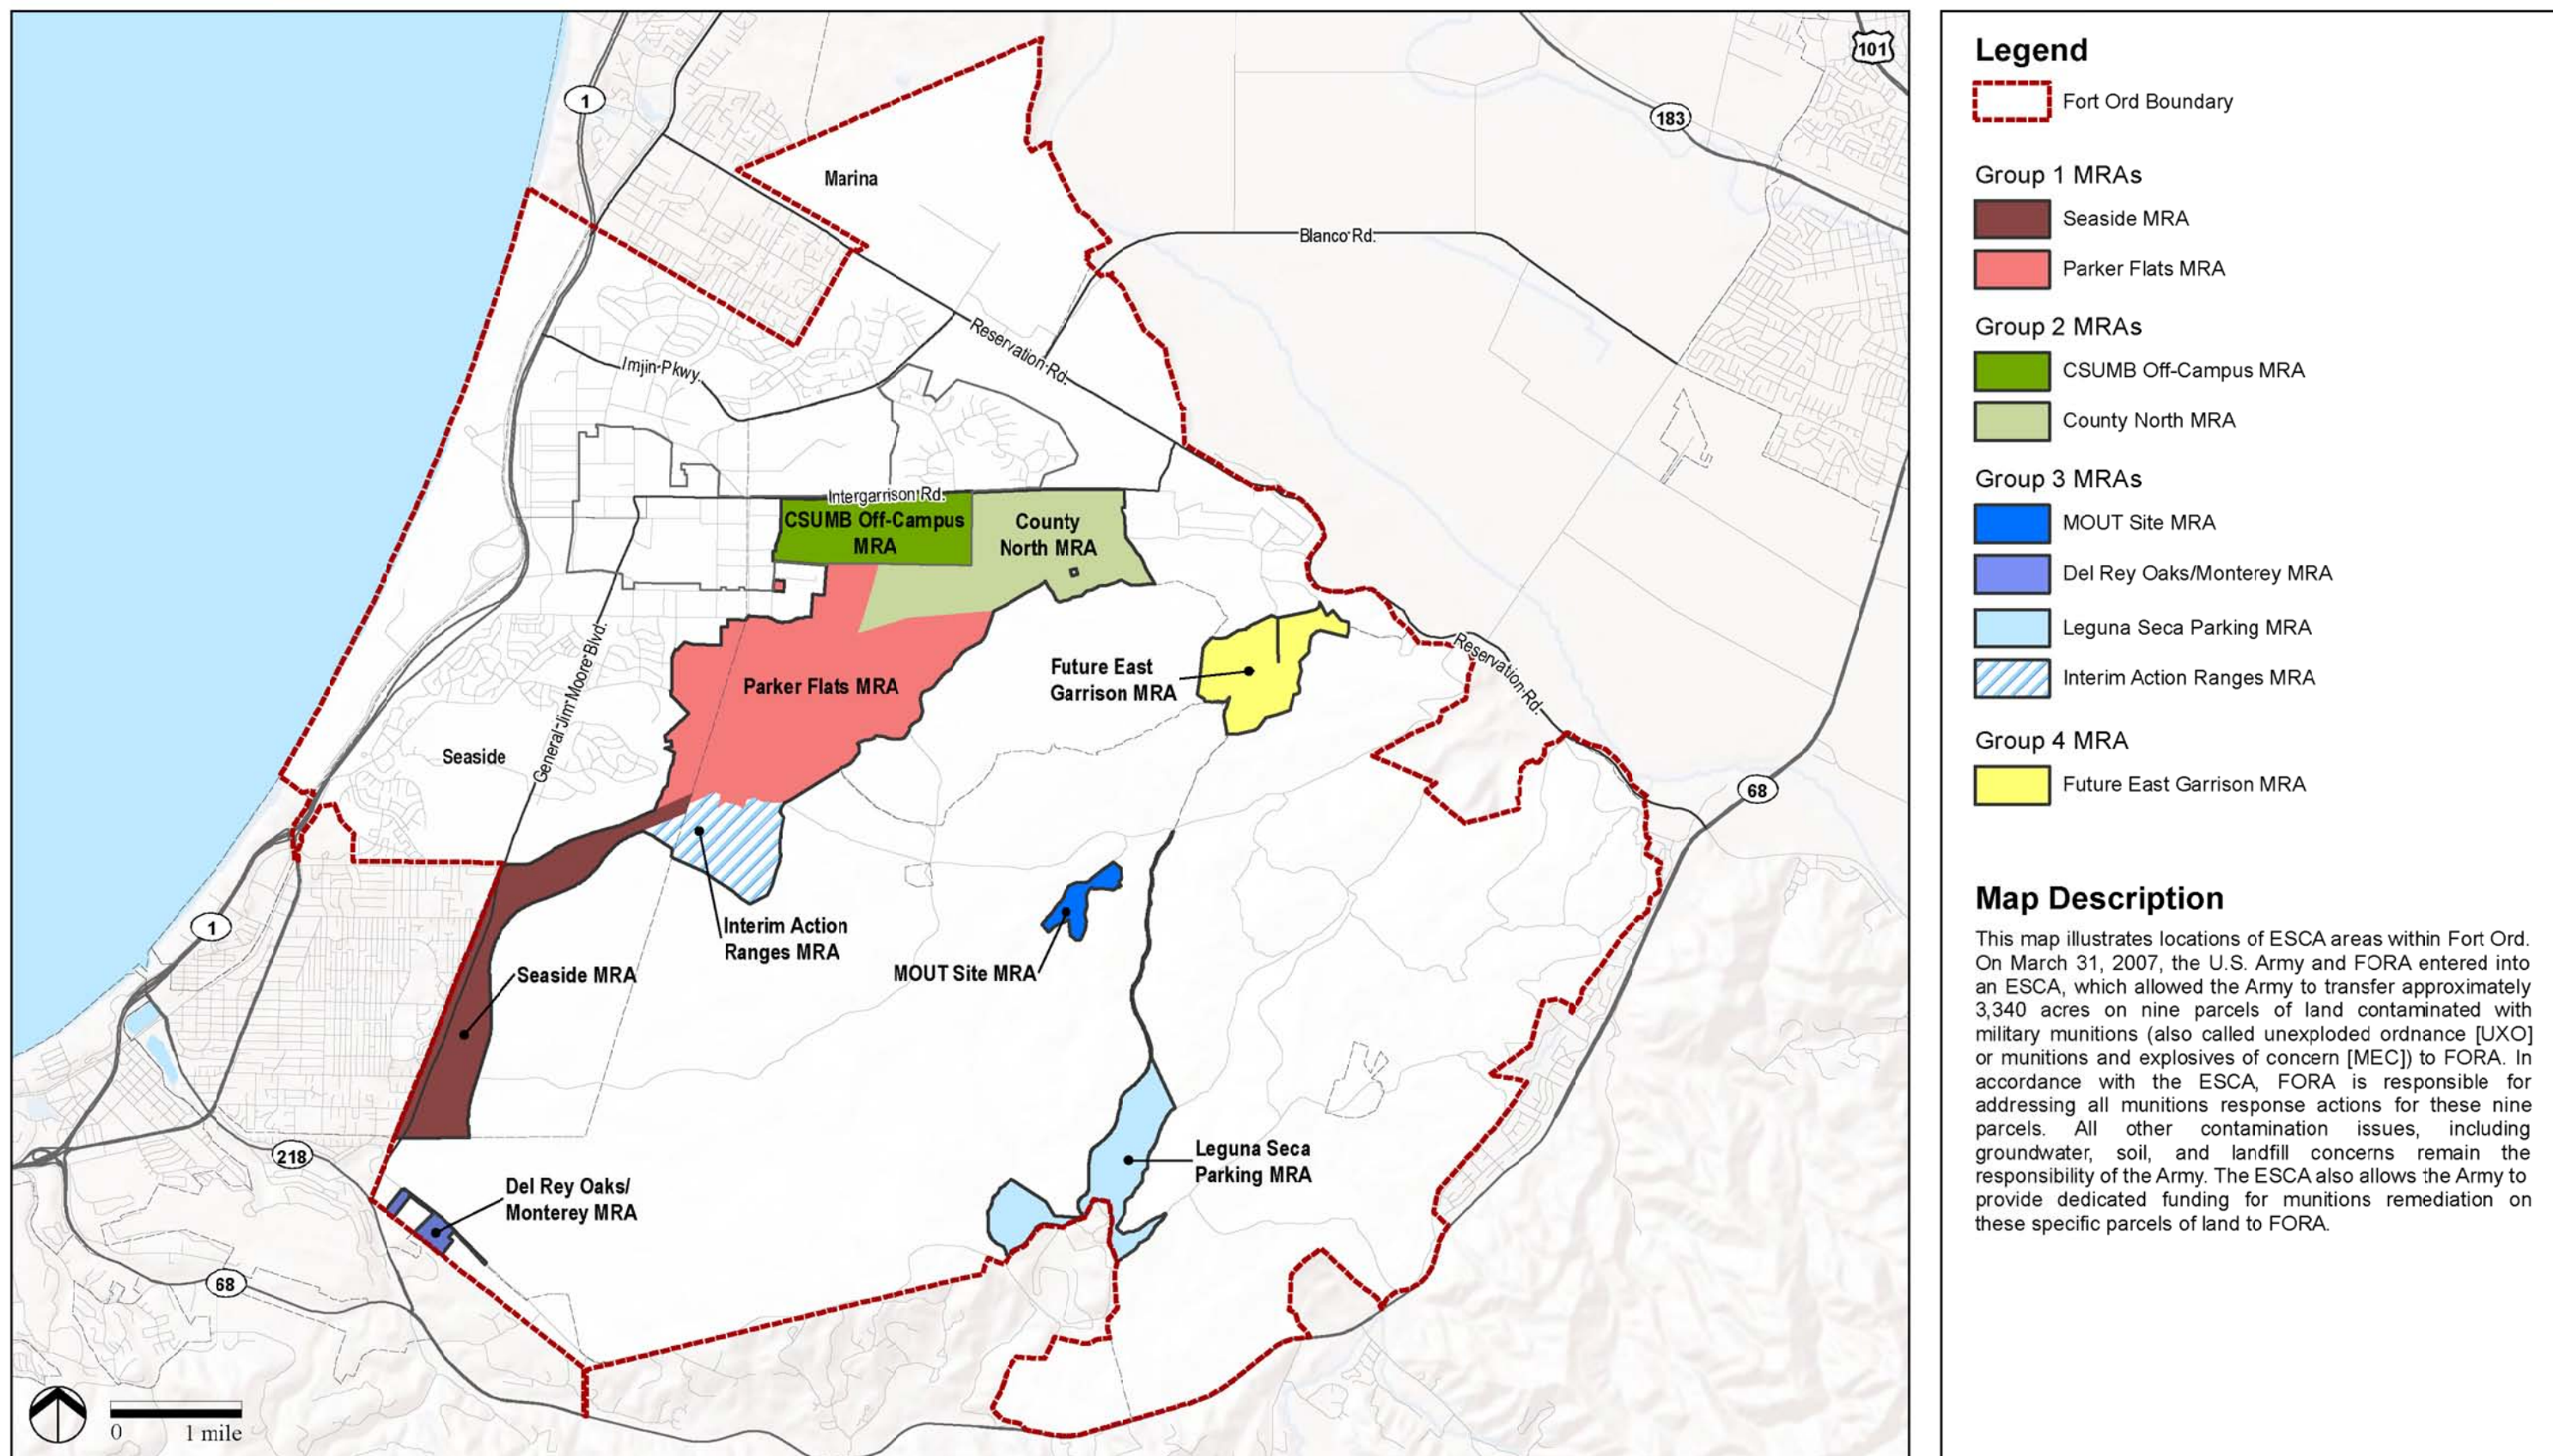 1
101
183
Marina
Blanco Rd.
Reservation Rd.
Imjin Pkwy.
Intergarrison Rd.
CSUMB Off-Campus
MRA
County
North MRA
General Jim Moore Blvd.
Parker Flats MRA
Future East
Garrison MRA
Reservation Rd.
Seaside
68
1
Interim Action
Ranges MRA
Seaside MRA
MOUT Site MRA
218
Leguna Seca
Parking MRA
Del Rey Oaks/
Monterey MRA
68
0 1 mile
Legend
Fort Ord Boundary
Group 1 MRAs
Seaside MRA
Parker Flats MRA
Group 2 MRAs
CSUMB Off-Campus MRA
County North MRA
Group 3 MRAs
MOUT Site MRA
Del Rey Oaks/Monterey MRA
Leguna Seca Parking MRA
Interim Action Ranges MRA
Group 4 MRA
Future East Garrison MRA
Map Description
This map illustrates locations of ESCA areas within Fort Ord.
On March 31, 2007, the U.S. Army and FORA entered into
an ESCA, which allowed the Army to transfer approximately
3,340 acres on nine parcels of land contaminated with
military munitions (also called unexploded ordnance [UXO]
or munitions and explosives of concern [MEC]) to FORA. In
accordance with the ESCA, FORA is responsible for
addressing all munitions response actions for these nine
parcels. All other contamination issues, including
groundwater, soil, and landfill concerns remain the
responsibility of the Army. The ESCA also allows the Army to
provide dedicated funding for munitions remediation on
these specific parcels of land to FORA.